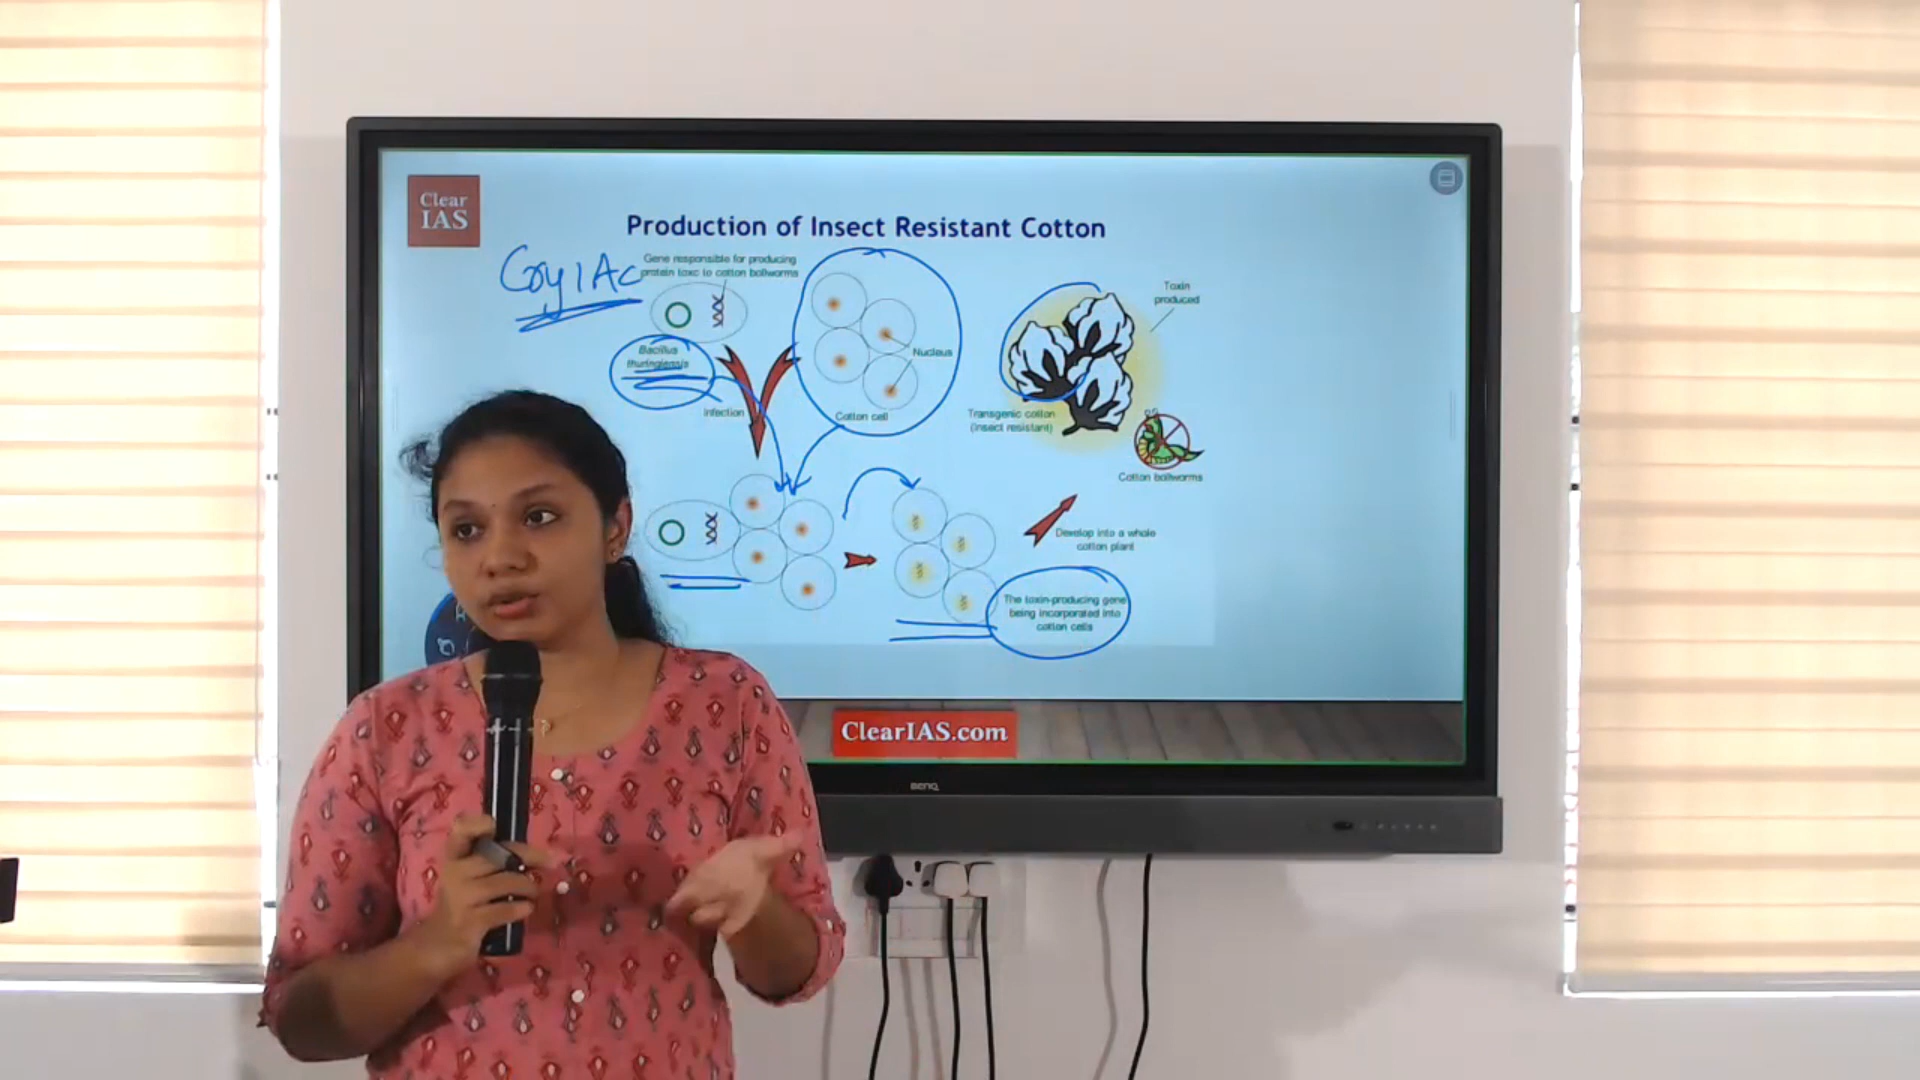 Clear
IAS
Production of Insect Resistant Cotton
Cry1Ac
Gene responsible for producing
protein toxc to cotton bollworms
Toxin
produced
Bacillus
thuringiensis
Nucleus
Infection
Cotton cell
Transgenic cotton
(insect resistant)
Cotton bollworms
Develop into a whole
cotton plant
The toxin-producing gene
being incorporated into
cotton cells
ClearIAS.com
BENQ